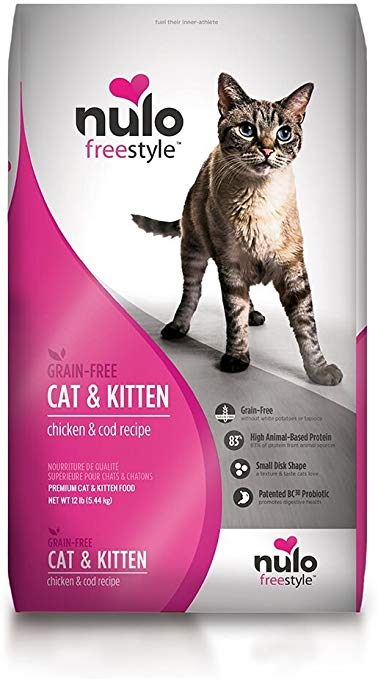 fuel their inner-athlete
nulo
freestyle™
GRAIN-FREE
CAT & KITTEN
chicken & cod recipe
NOURRITURE DE QUALITÉ
SUPÉRIEURE POUR CHATS & CHATONS
PREMIUM CAT & KITTEN FOOD
NET WT 12 lb (5.44 kg)
Grain-Free
without white potatoes or tapioca
83%
High Animal-Based Protein
83% of protein from animal sources
Small Disk Shape
a texture & taste cats love
Patented BC30 Probiotic
promotes digestive health
GRAIN-FREE
CAT & KITTEN
chicken & cod recipe
nulo
freestyle™